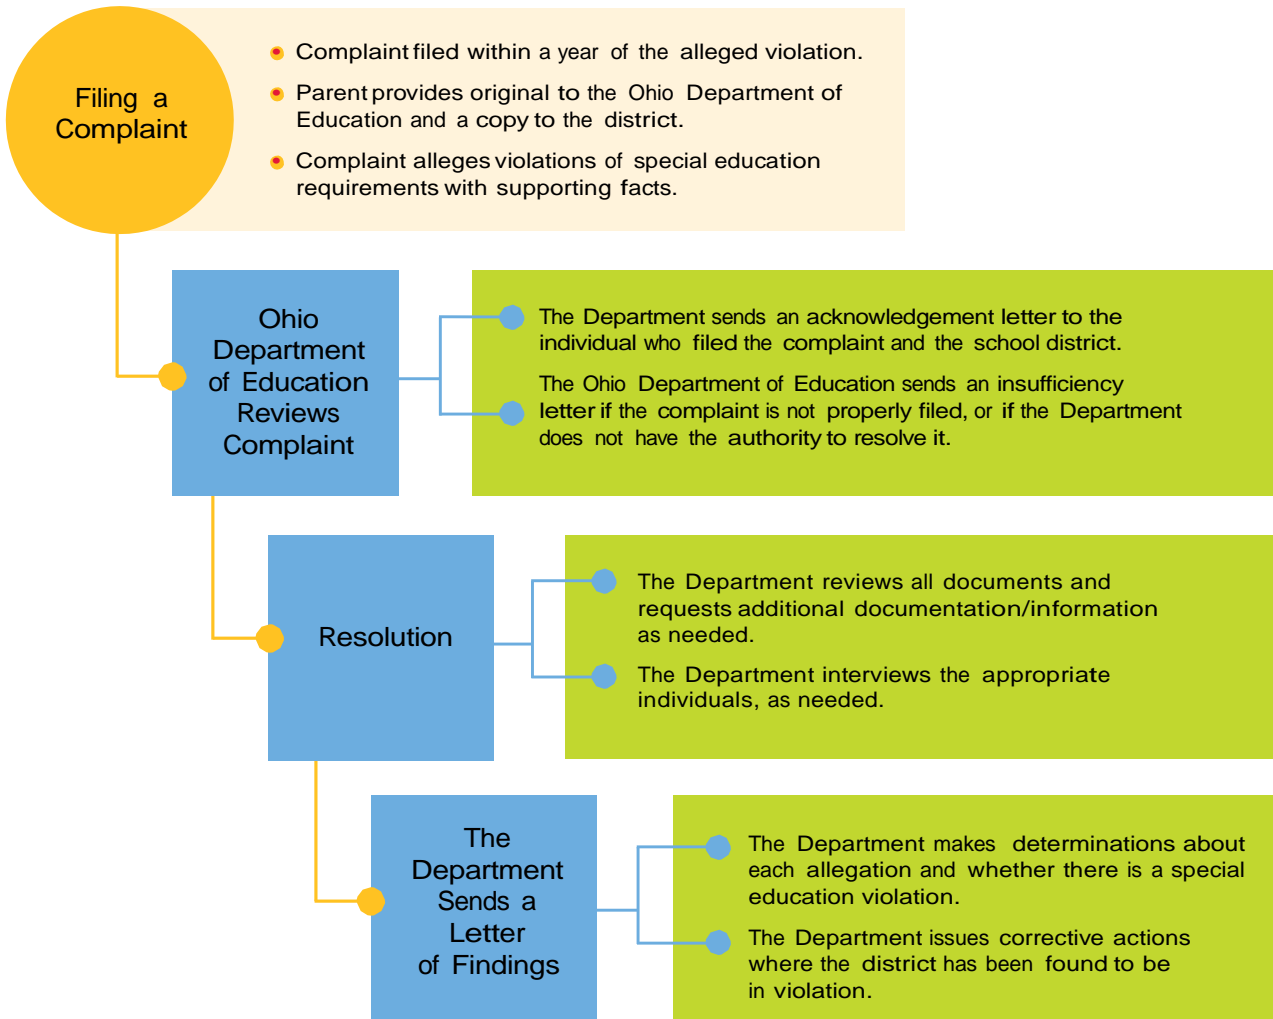 Filing a
Complaint
Complaint filed within a year of the alleged violation.
Parent provides original to the Ohio Department of
Education and a copy to the district.
Complaint alleges violations of special education
requirements with supporting facts.
Ohio
Department
of Education
Reviews
Complaint
The Department sends an acknowledgement letter to the
individual who filed the complaint and the school district.
The Ohio Department of Education sends an insufficiency
letter if the complaint is not properly filed, or if the Department
does not have the authority to resolve it.
Resolution
The Department reviews all documents and
requests additional documentation/information
as needed.
The Department interviews the appropriate
individuals, as needed.
The
Department
Sends a
Letter
of Findings
The Department makes determinations about
each allegation and whether there is a special
education violation.
The Department issues corrective actions
where the district has been found to be
in violation.